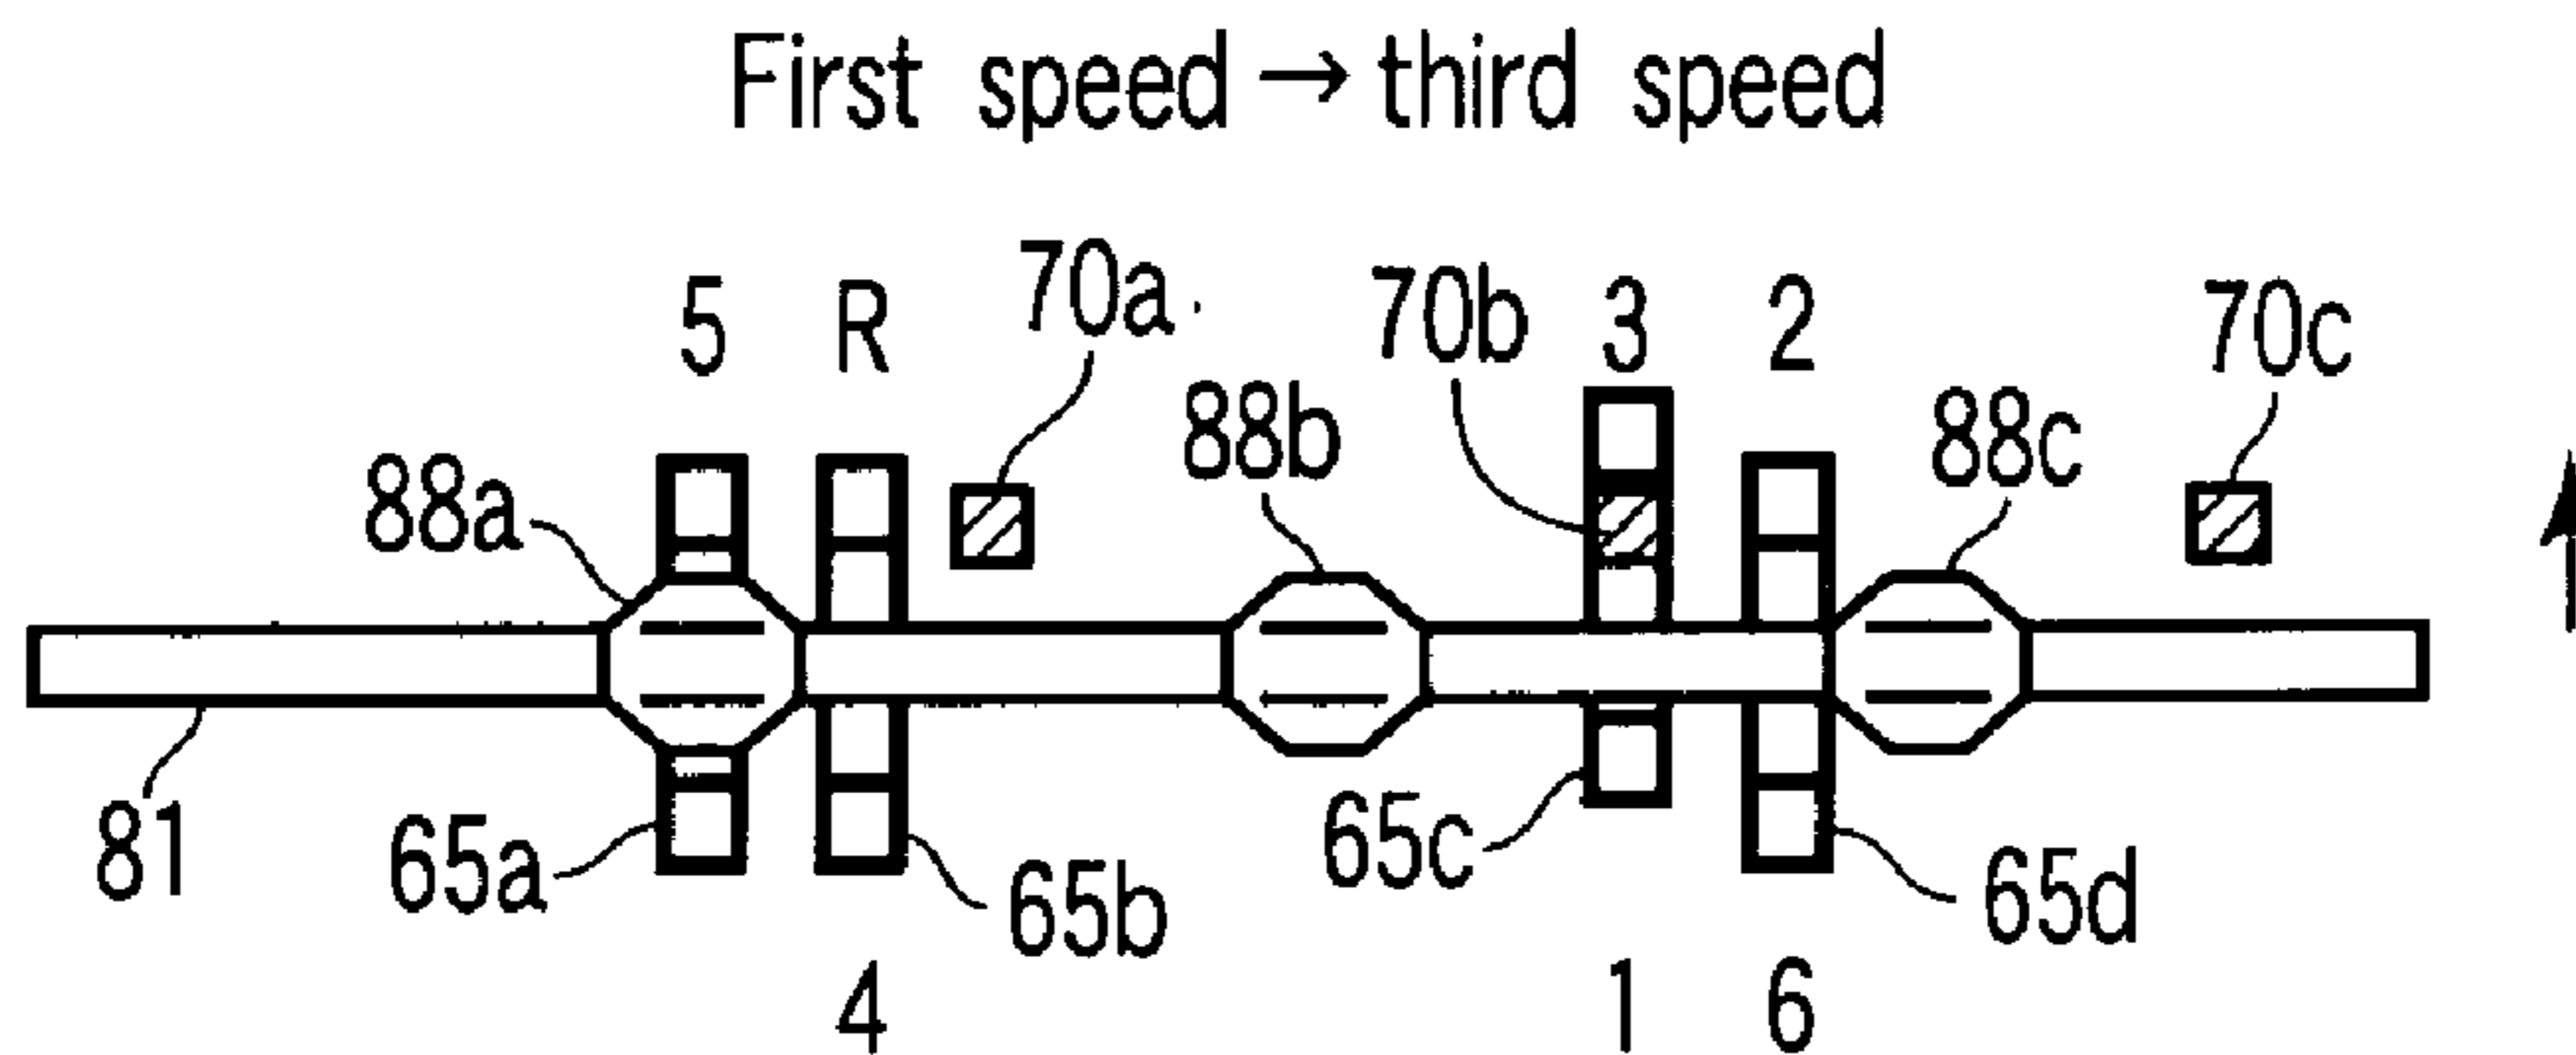 First speed → third speed
5 R 70a 70b 3 2 70c
88a 88b 88c
81 65a 65b 65c 65d
4 1 6